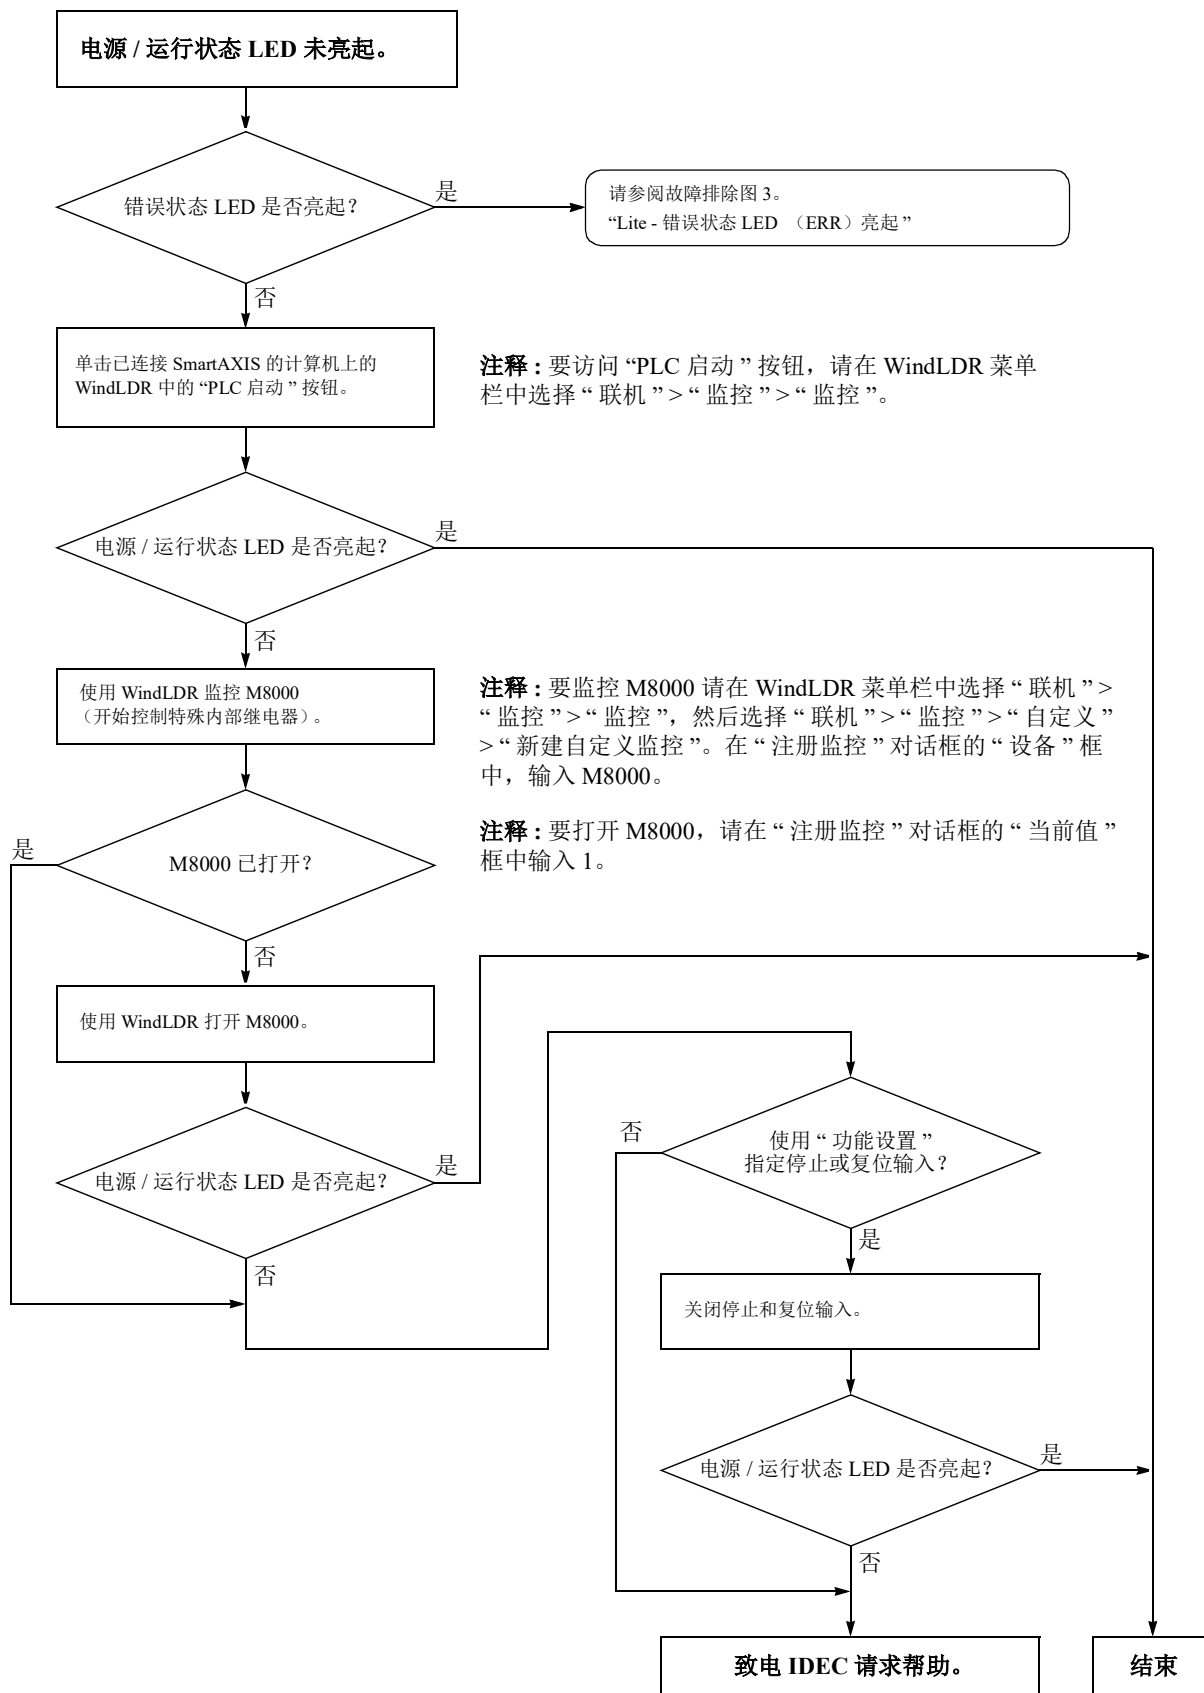 电源 / 运行状态 LED 未亮起。
错误状态 LED 是否亮起？
是
请参阅故障排除图 3。
“Lite - 错误状态 LED （ERR）亮起 ”
否
单击已连接 SmartAXIS 的计算机上的
WindLDR 中的 “PLC 启动 ” 按钮。
注释 : 要访问 “PLC 启动 ” 按钮，请在 WindLDR 菜单
栏中选择 “ 联机 ” > “ 监控 ” > “ 监控 ”。
电源 / 运行状态 LED 是否亮起？
是
否
使用 WindLDR 监控 M8000
（开始控制特殊内部继电器）。
注释 : 要监控 M8000 请在 WindLDR 菜单栏中选择 “ 联机 ” >
“ 监控 ” > “ 监控 ”，然后选择 “ 联机 ” > “ 监控 ” > “ 自定义 ”
> “ 新建自定义监控 ”。在 “ 注册监控 ” 对话框的 “ 设备 ” 框
中，输入 M8000。
注释 : 要打开 M8000，请在 “ 注册监控 ” 对话框的 “ 当前值 ”
框中输入 1。
是
M8000 已打开？
否
使用 WindLDR 打开 M8000。
电源 / 运行状态 LED 是否亮起？
是
否
否
使用 “ 功能设置 ”
指定停止或复位输入？
是
关闭停止和复位输入。
电源 / 运行状态 LED 是否亮起？
是
否
致电 IDEC 请求帮助。
结束